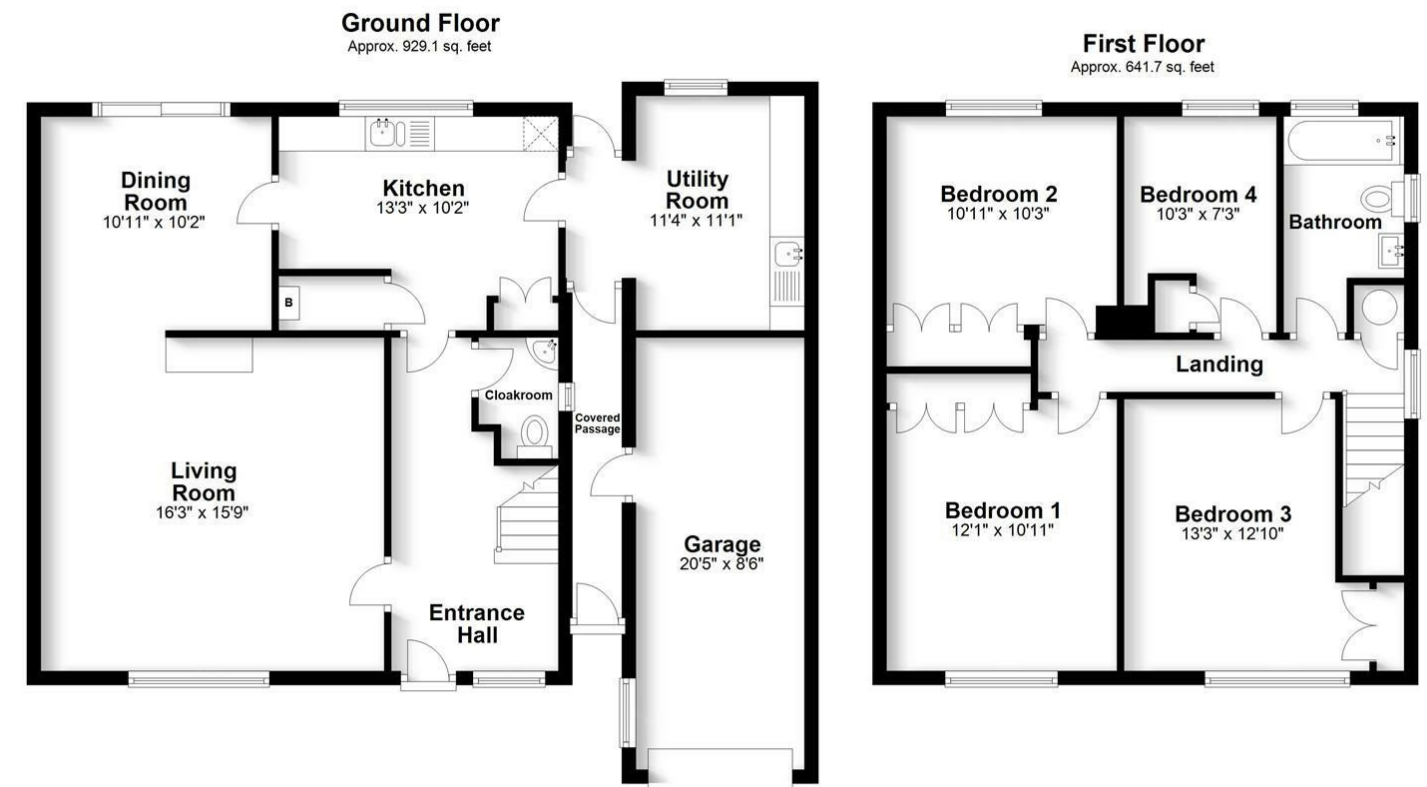 Ground Floor
Approx. 929.1 sq. feet
Dining
Room
10'11" x 10'2"
Kitchen
13'3" x 10'2"
Utility
Room
11'4" x 11'1"
B
Cloakroom
Covered
Passage
Living
Room
16'3" x 15'9"
Garage
20'5" x 8'6"
Entrance
Hall
First Floor
Approx. 641.7 sq. feet
Bedroom 2
10'11" x 10'3"
Bedroom 4
10'3" x 7'3"
Bathroom
Landing
Bedroom 1
12'1" x 10'11"
Bedroom 3
13'3" x 12'10"